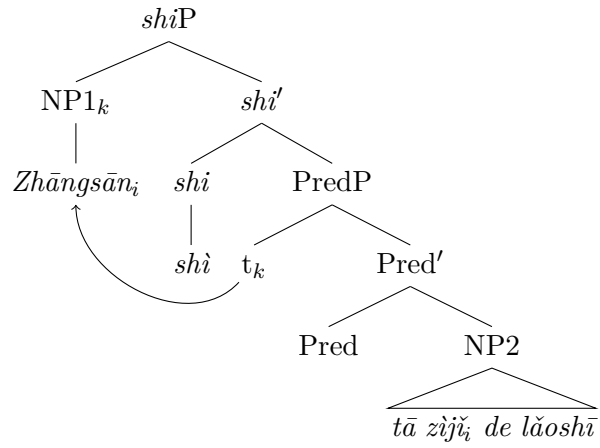 shiP
NP1k shi′
Zhāngsāni shi PredP
shì tk Pred′
Pred NP2
tā zìjǐi de lǎoshī